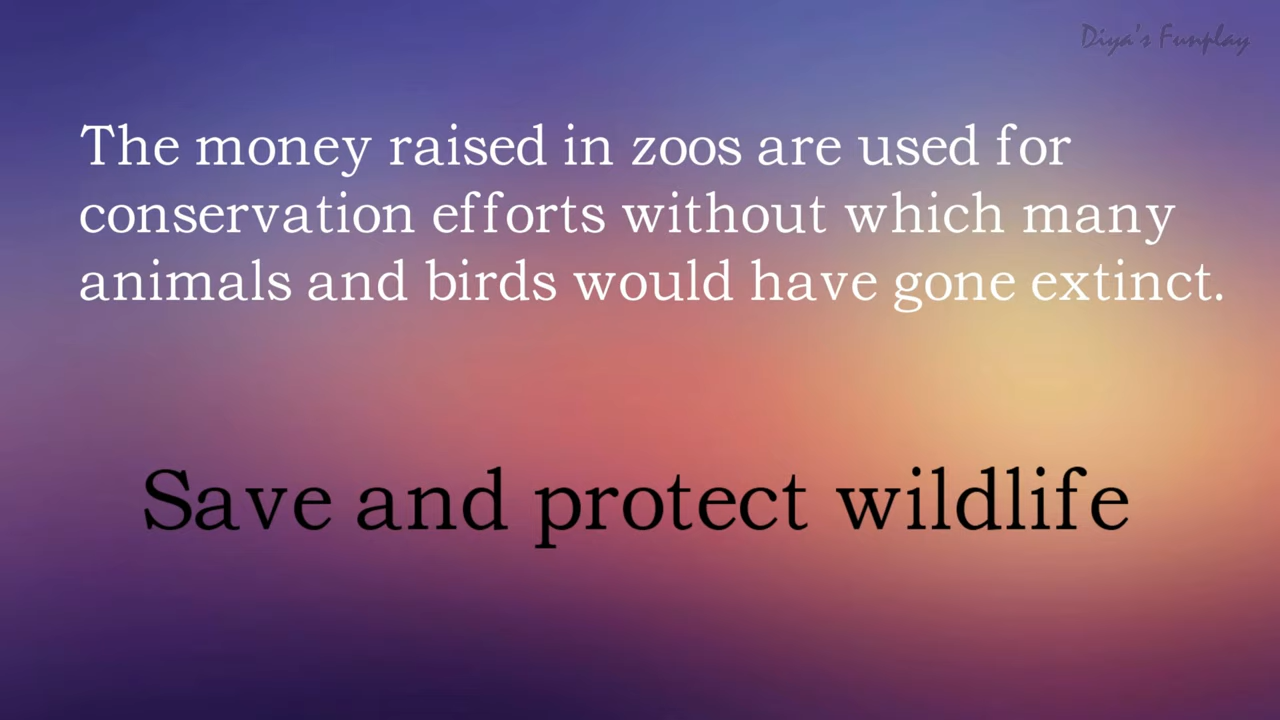 Diya's Funplay
The money raised in zoos are used for
conservation efforts without which many
animals and birds would have gone extinct.
Save and protect wildlife